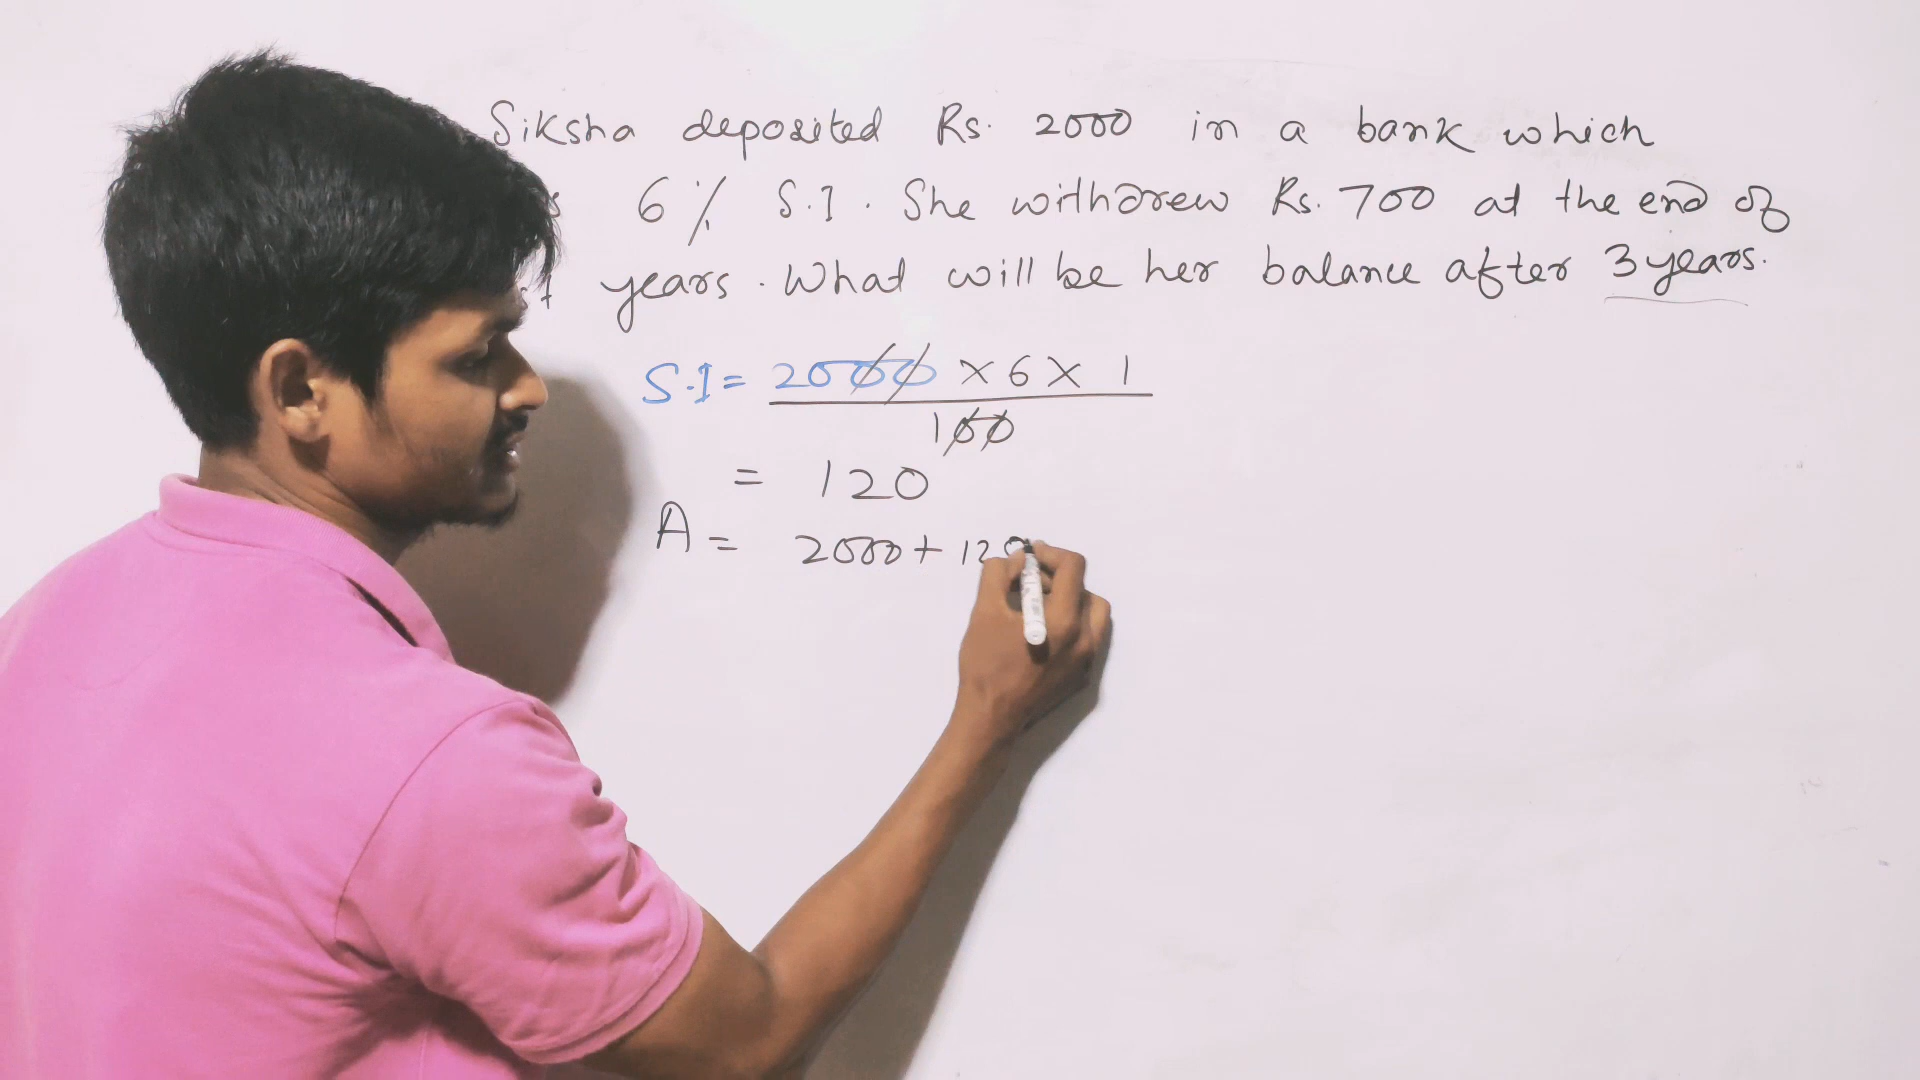 Siksha deposited Rs. 2000 in a bank which
6% S.I. She withdrew Rs. 700 at the end of
years. What will be her balance after 3 years.
S.I = 2000 × 6 × 1
100
= 120
A = 2000 + 120